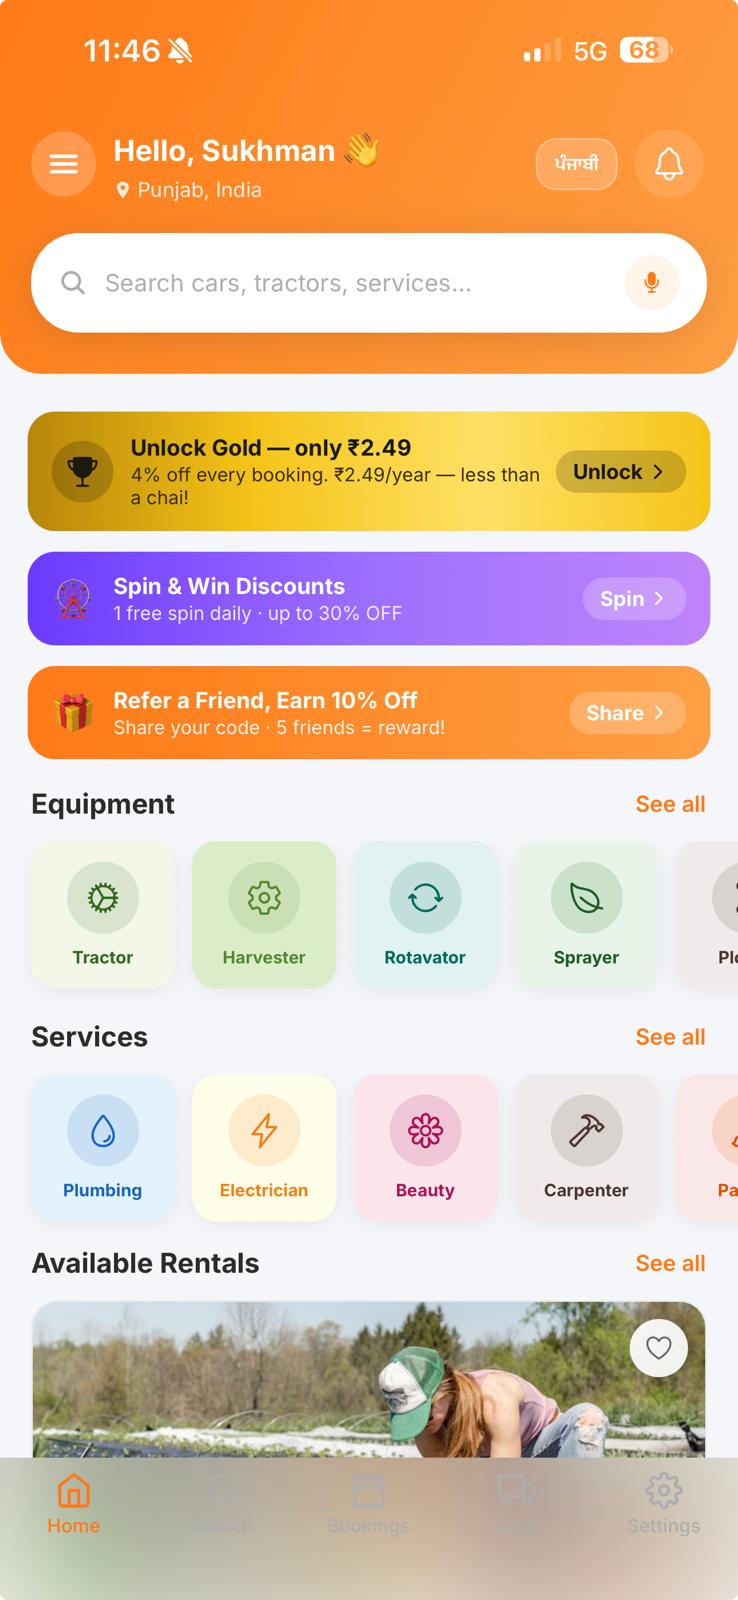 11:46
5G
68
Hello, Sukhman 👋
Punjab, India
ਪੰਜਾਬੀ
Search cars, tractors, services...
Unlock Gold — only ₹2.49
4% off every booking. ₹2.49/year — less than
a chai!
Unlock
Spin & Win Discounts
1 free spin daily · up to 30% OFF
Spin
Refer a Friend, Earn 10% Off
Share your code · 5 friends = reward!
Share
Equipment
See all
Tractor
Harvester
Rotavator
Sprayer
Plo
Services
See all
Plumbing
Electrician
Beauty
Carpenter
Pa
Available Rentals
See all
Home
Search
Bookings
Settings